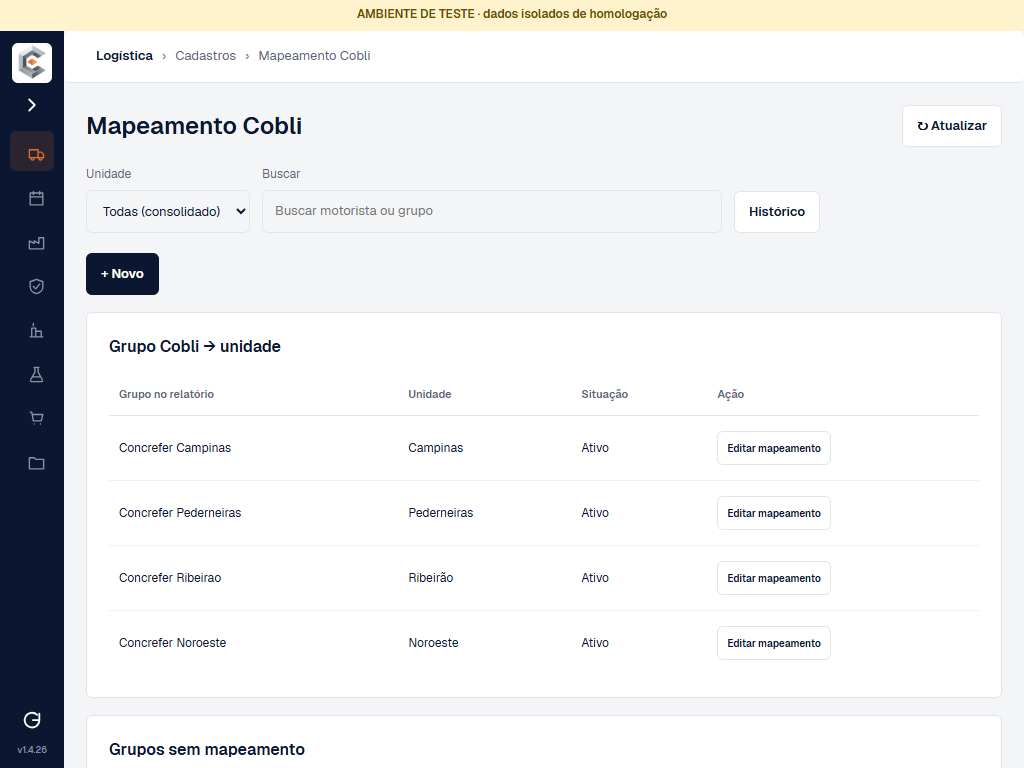 AMBIENTE DE TESTE · dados isolados de homologação
Logística › Cadastros › Mapeamento Cobli
Mapeamento Cobli
↻ Atualizar
Unidade
Buscar
Todas (consolidado)
Buscar motorista ou grupo
Histórico
+ Novo
Grupo Cobli → unidade
Grupo no relatório Unidade Situação Ação
Concrefer Campinas Campinas Ativo Editar mapeamento
Concrefer Pederneiras Pederneiras Ativo Editar mapeamento
Concrefer Ribeirao Ribeirão Ativo Editar mapeamento
Concrefer Noroeste Noroeste Ativo Editar mapeamento
Grupos sem mapeamento
v1.4.26